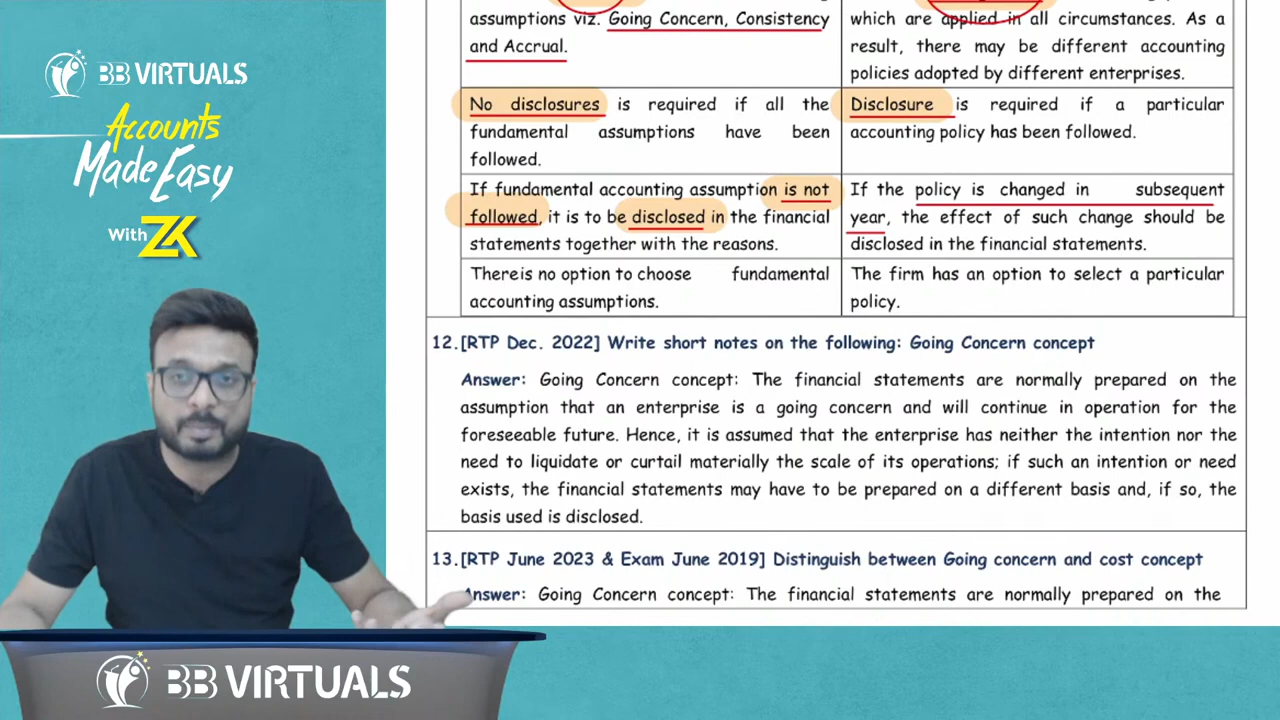 BB VIRTUALS
Accounts
Made Easy
With ZK
assumptions viz. Going Concern, Consistency
and Accrual.
which are applied in all circumstances. As a
result, there may be different accounting
policies adopted by different enterprises.
No disclosures is required if all the
fundamental assumptions have been
followed.
Disclosure is required if a particular
accounting policy has been followed.
If fundamental accounting assumption is not
followed, it is to be disclosed in the financial
statements together with the reasons.
If the policy is changed in subsequent
year, the effect of such change should be
disclosed in the financial statements.
Thereis no option to choose fundamental
accounting assumptions.
The firm has an option to select a particular
policy.
12.[RTP Dec. 2022] Write short notes on the following: Going Concern concept
Answer: Going Concern concept: The financial statements are normally prepared on the
assumption that an enterprise is a going concern and will continue in operation for the
foreseeable future. Hence, it is assumed that the enterprise has neither the intention nor the
need to liquidate or curtail materially the scale of its operations; if such an intention or need
exists, the financial statements may have to be prepared on a different basis and, if so, the
basis used is disclosed.
13.[RTP June 2023 & Exam June 2019] Distinguish between Going concern and cost concept
Answer: Going Concern concept: The financial statements are normally prepared on the
BB VIRTUALS